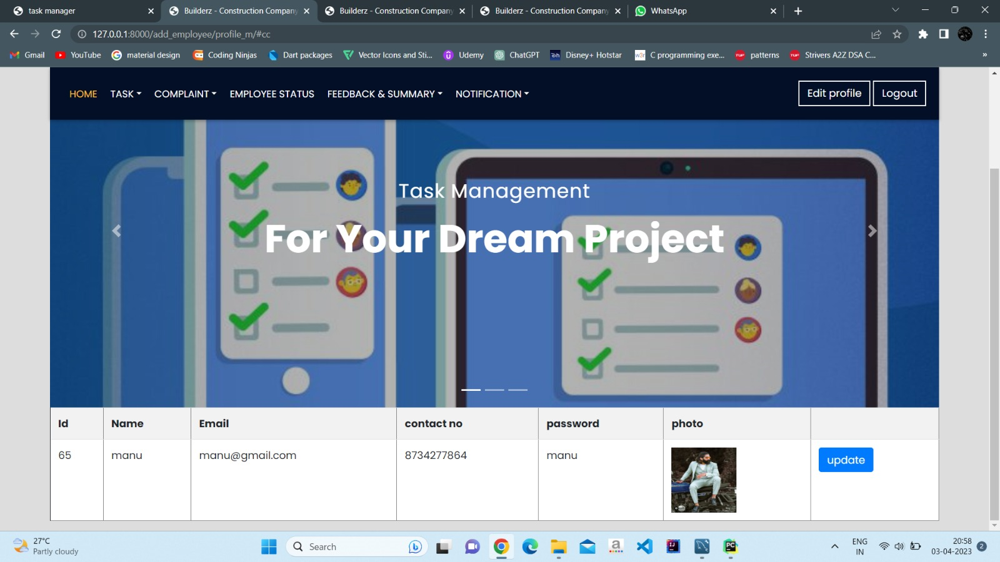 task manager
Builderz - Construction Company
Builderz - Construction Company
Builderz - Construction Company
WhatsApp
127.0.0.1:8000/add_employee/profile_m/#cc
Gmail YouTube material design Coding Ninjas Dart packages Vector Icons and Sti... Udemy ChatGPT Disney+ Hotstar C programming exe... patterns Strivers A2Z DSA C...
HOME TASK COMPLAINT EMPLOYEE STATUS FEEDBACK & SUMMARY NOTIFICATION Edit profile Logout
Task Management
For Your Dream Project
Id Name Email contact no password photo
65 manu manu@gmail.com 8734277864 manu update
27°C
Partly cloudy
Search
ENG
IN
20:58
03-04-2023
2